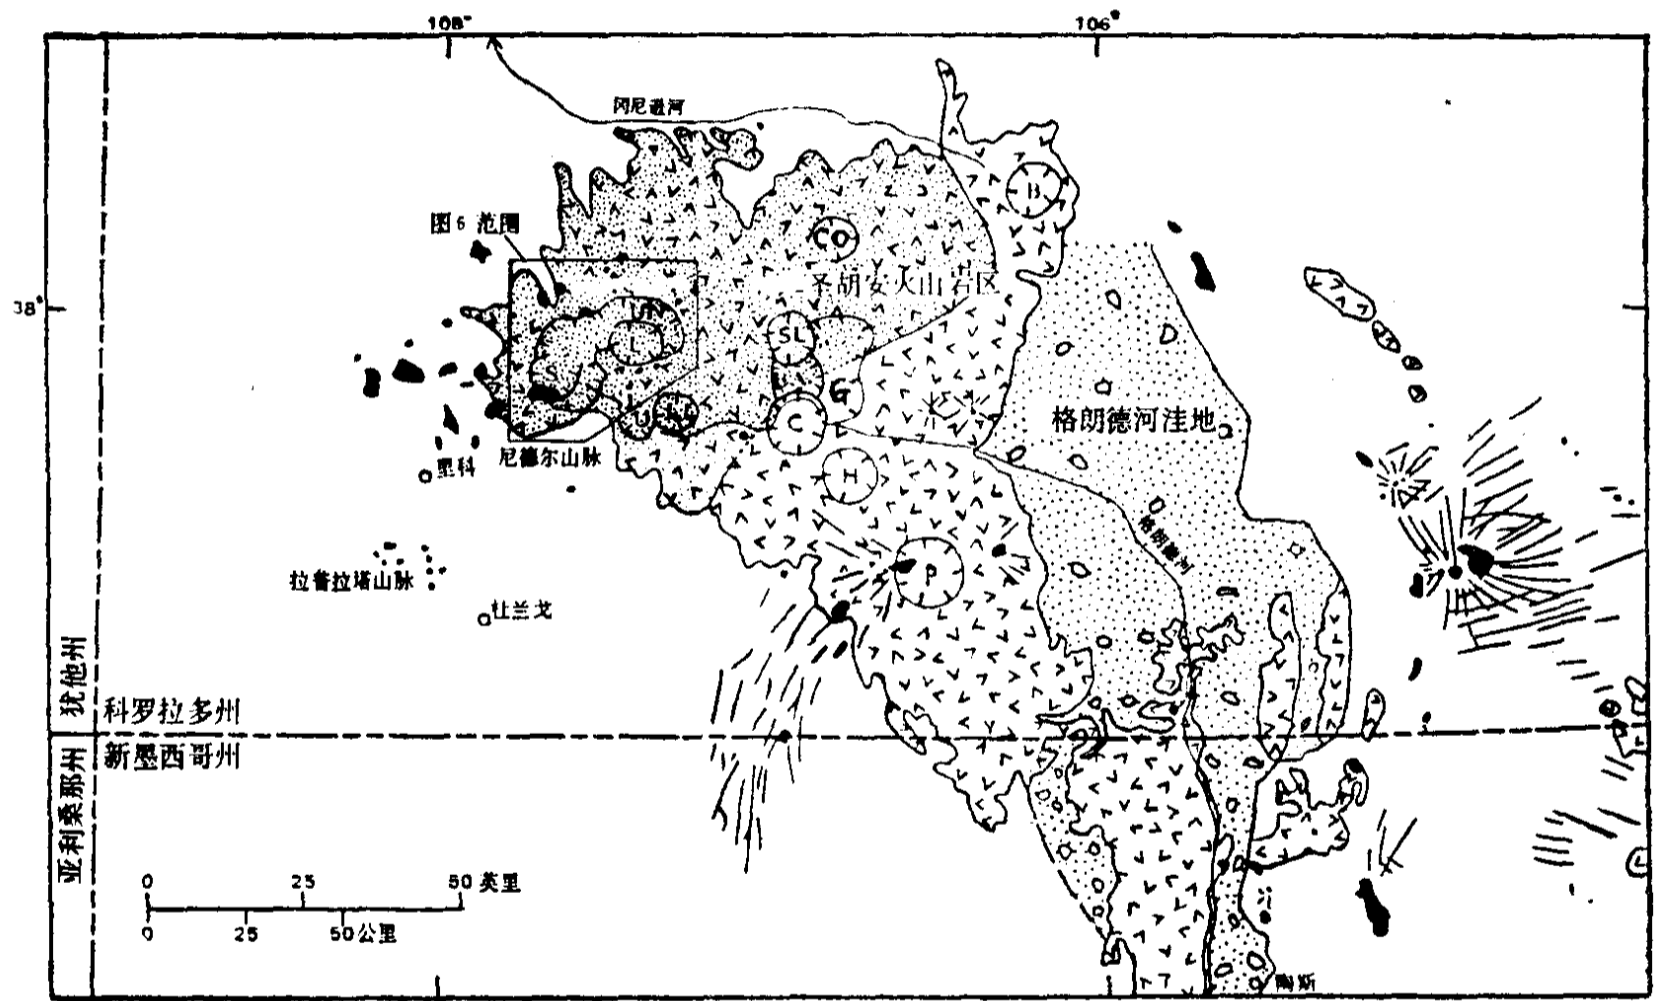 108°
106°
冈尼逊河
B
图6 范围
CO
圣胡安火山岩区
38°
U
L
SL
S
G
格朗德河洼地
C
里科
尼德尔山脉
H
格朗德河
P
拉普拉塔山脉
杜兰戈
犹他州
科罗拉多州
新墨西哥州
亚利桑那州
0 25 50 英里
0 25 50 公里
陶斯